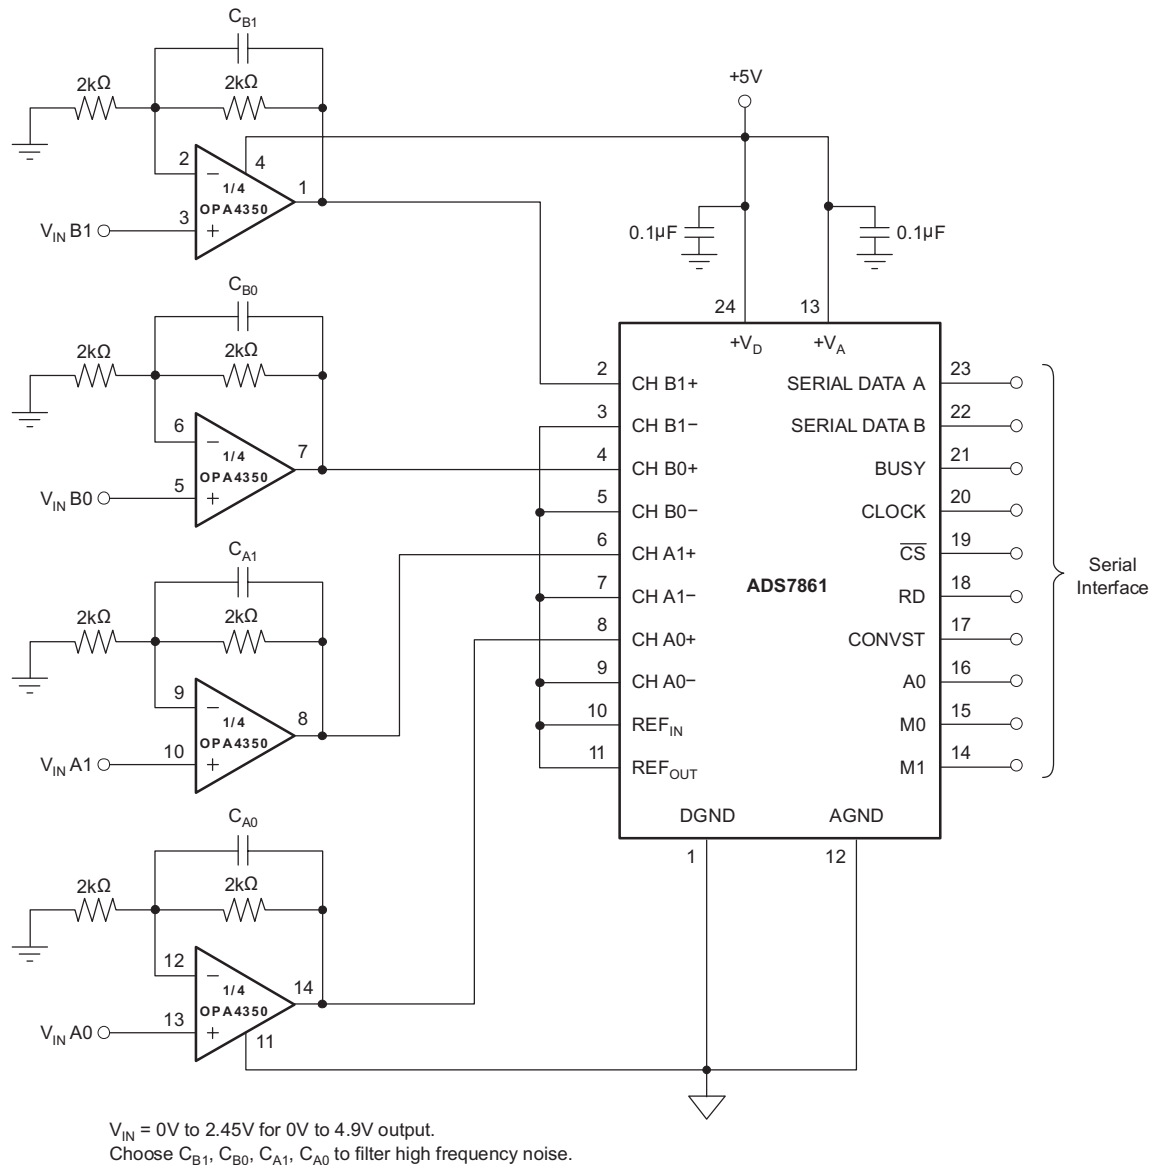 C_B1
2kΩ 2kΩ
+5V
2 − 4
1/4
OPA4350 1
V_IN B1 3 +
0.1µF 0.1µF
C_B0
2kΩ 2kΩ
6 −
1/4
OPA4350 7
V_IN B0 5 +
C_A1
2kΩ 2kΩ
9 −
1/4
OPA4350 8
V_IN A1 10 +
C_A0
2kΩ 2kΩ
12 −
1/4
OPA4350 14
V_IN A0 13 +
11
24 13
+V_D +V_A
2 CH B1+ SERIAL DATA A 23
3 CH B1− SERIAL DATA B 22
4 CH B0+ BUSY 21
5 CH B0− CLOCK 20
6 CH A1+ C̅S̅ 19
ADS7861
7 CH A1− RD 18
8 CH A0+ CONVST 17
9 CH A0− A0 16
10 REF_IN M0 15
11 REF_OUT M1 14
DGND AGND
1 12
Serial
Interface
V_IN = 0V to 2.45V for 0V to 4.9V output.
Choose C_B1, C_B0, C_A1, C_A0 to filter high frequency noise.